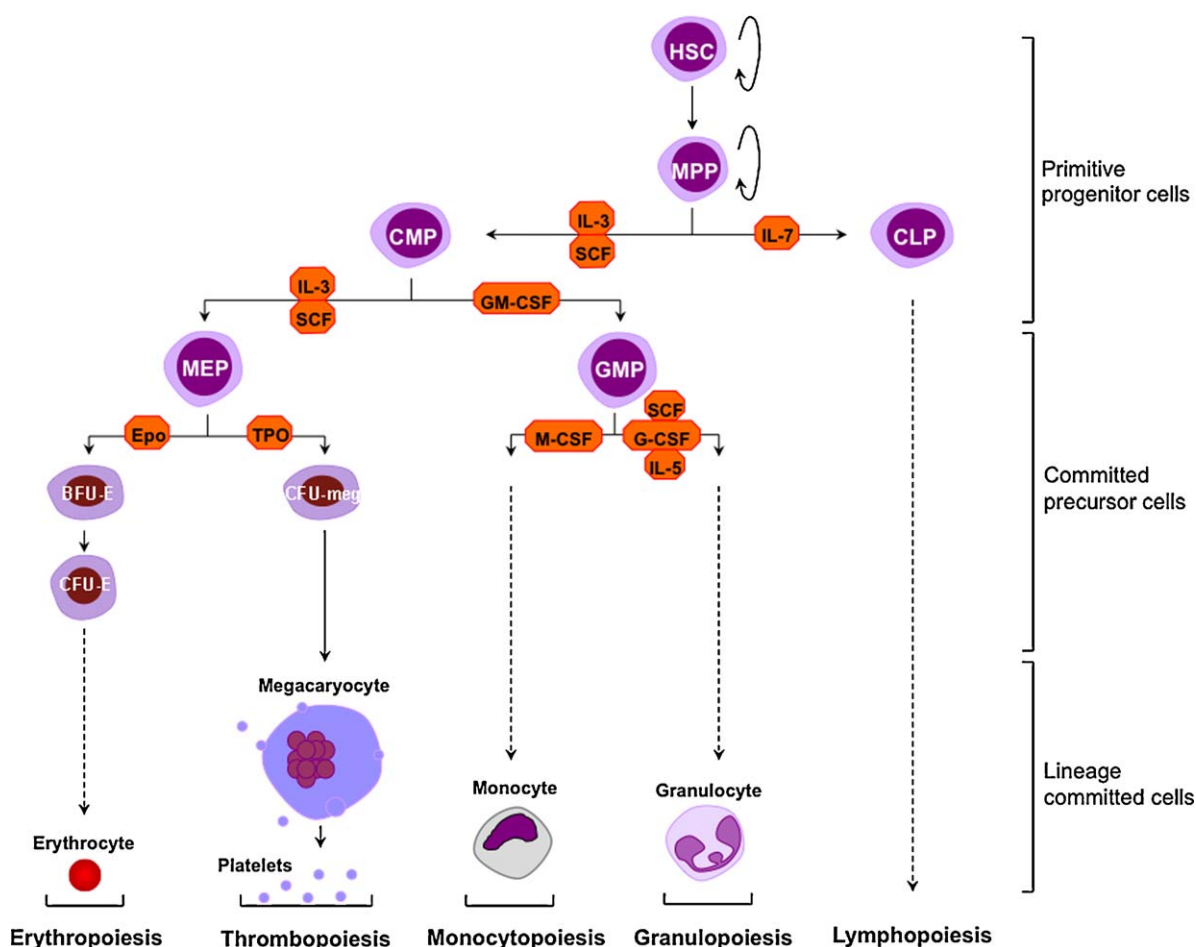 HSC
MPP
Primitive
progenitor cells
CMP
IL-3
SCF
IL-7
CLP
IL-3
SCF
GM-CSF
MEP
GMP
SCF
Epo
TPO
M-CSF
G-CSF
IL-5
BFU-E
CFU-meg
Committed
precursor cells
CFU-E
Megacaryocyte
Lineage
committed cells
Monocyte
Granulocyte
Erythrocyte
Platelets
Erythropoiesis
Thrombopoiesis
Monocytopoiesis
Granulopoiesis
Lymphopoiesis